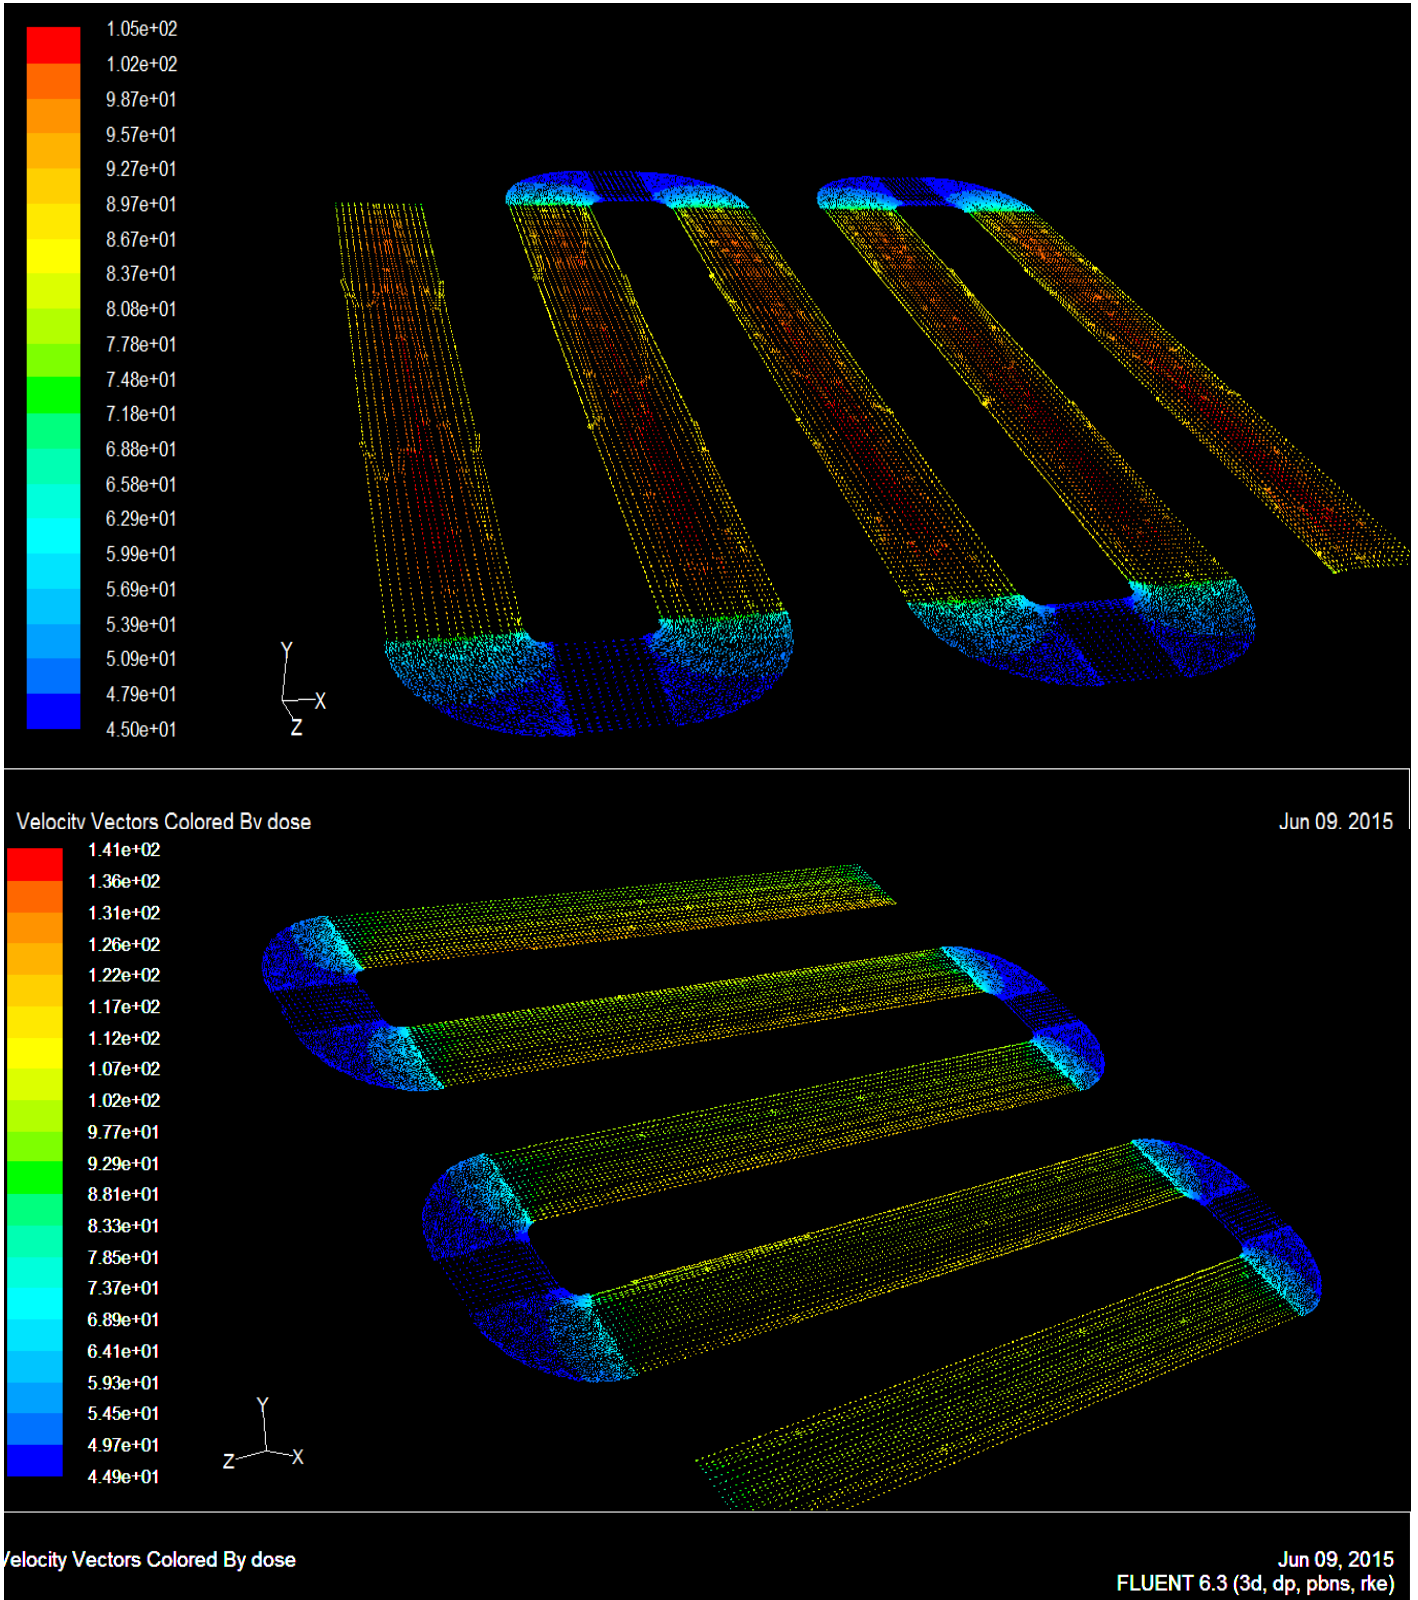 1.05e+02
1.02e+02
9.87e+01
9.57e+01
9.27e+01
8.97e+01
8.67e+01
8.37e+01
8.08e+01
7.78e+01
7.48e+01
7.18e+01
6.88e+01
6.58e+01
6.29e+01
5.99e+01
5.69e+01
5.39e+01
5.09e+01
4.79e+01
4.50e+01
Y
X
Z
Velocity Vectors Colored By dose
Jun 09, 2015
1.41e+02
1.36e+02
1.31e+02
1.26e+02
1.22e+02
1.17e+02
1.12e+02
1.07e+02
1.02e+02
9.77e+01
9.29e+01
8.81e+01
8.33e+01
7.85e+01
7.37e+01
6.89e+01
6.41e+01
5.93e+01
5.45e+01
4.97e+01
4.49e+01
Y
Z
X
Velocity Vectors Colored By dose
Jun 09, 2015
FLUENT 6.3 (3d, dp, pbns, rke)